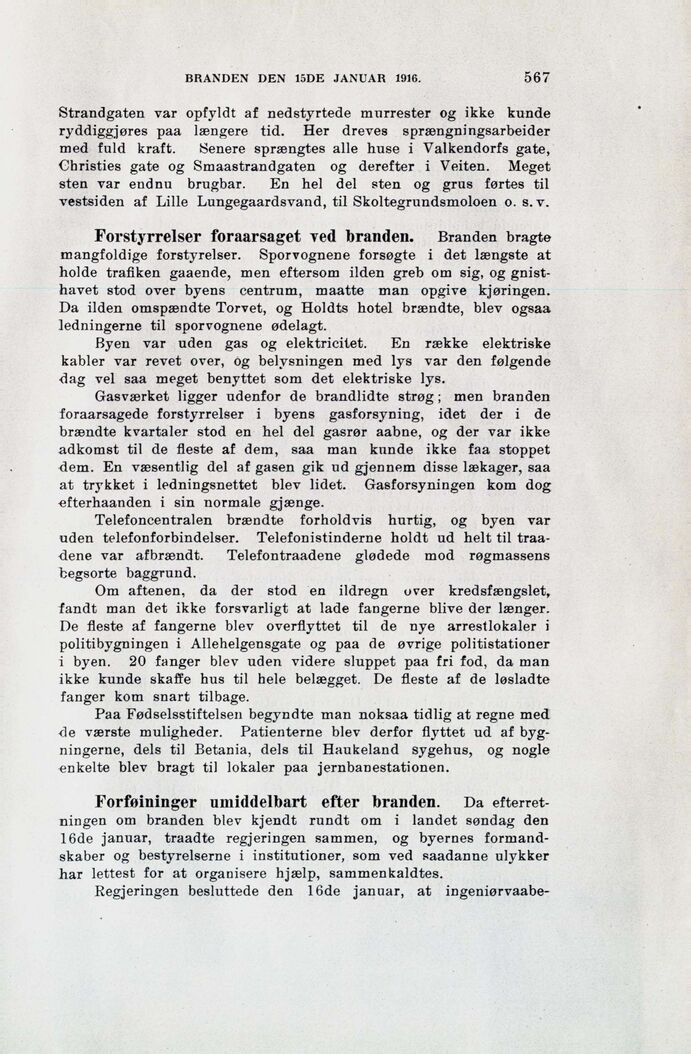 BRANDEN DEN 15DE JANUAR 1916. 567
Strandgaten var opfyldt af nedstyrtede murrester og ikke kunde
ryddiggjøres paa længere tid. Her dreves sprængningsarbeider
med fuld kraft. Senere sprængtes alle huse i Valkendorfs gate,
Christies gate og Smaastrandgaten og derefter i Veiten. Meget
sten var endnu brugbar. En hel del sten og grus førtes til
vestsiden af Lille Lungegaardsvand, til Skoltegrundsmoloen o. s. v.
Forstyrrelser foraarsaget ved branden. Branden bragte
mangfoldige forstyrelser. Sporvognene forsøgte i det længste at
holde trafiken gaaende, men eftersom ilden greb om sig, og gnist-
havet stod over byens centrum, maatte man opgive kjøringen.
Da ilden omspændte Torvet, og Holdts hotel brændte, blev ogsaa
ledningerne til sporvognene ødelagt.
Byen var uden gas og elektricitet. En række elektriske
kabler var revet over, og belysningen med lys var den følgende
dag vel saa meget benyttet som det elektriske lys.
Gasværket ligger udenfor de brandlidte strøg; men branden
foraarsagede forstyrrelser i byens gasforsyning, idet der i de
brændte kvartaler stod en hel del gasrør aabne, og der var ikke
adkomst til de fleste af dem, saa man kunde ikke faa stoppet
dem. En væsentlig del af gasen gik ud gjennem disse lækager, saa
at trykket i ledningsnettet blev lidet. Gasforsyningen kom dog
efterhaanden i sin normale gjænge.
Telefoncentralen brændte forholdvis hurtig, og byen var
uden telefonforbindelser. Telefonistinderne holdt ud helt til traa-
dene var afbrændt. Telefontraadene glødede mod røgmassens
begsorte baggrund.
Om aftenen, da der stod en ildregn over kredsfængslet,
fandt man det ikke forsvarligt at lade fangerne blive der længer.
De fleste af fangerne blev overflyttet til de nye arrestlokaler i
politibygningen i Allehelgensgate og paa de øvrige politistationer
i byen. 20 fanger blev uden videre sluppet paa fri fod, da man
ikke kunde skaffe hus til hele belægget. De fleste af de løsladte
fanger kom snart tilbage.
Paa Fødselsstiftelsen begyndte man noksaa tidlig at regne med
de værste muligheder. Patienterne blev derfor flyttet ud af byg-
ningerne, dels til Betania, dels til Haukeland sygehus, og nogle
enkelte blev bragt til lokaler paa jernbanestationen.
Forføininger umiddelbart efter branden. Da efterret-
ningen om branden blev kjendt rundt om i landet søndag den
16de januar, traadte regjeringen sammen, og byernes formand-
skaber og bestyrelserne i institutioner, som ved saadanne ulykker
har lettest for at organisere hjælp, sammenkaldtes.
Regjeringen besluttede den 16de januar, at ingeniørvaabe-